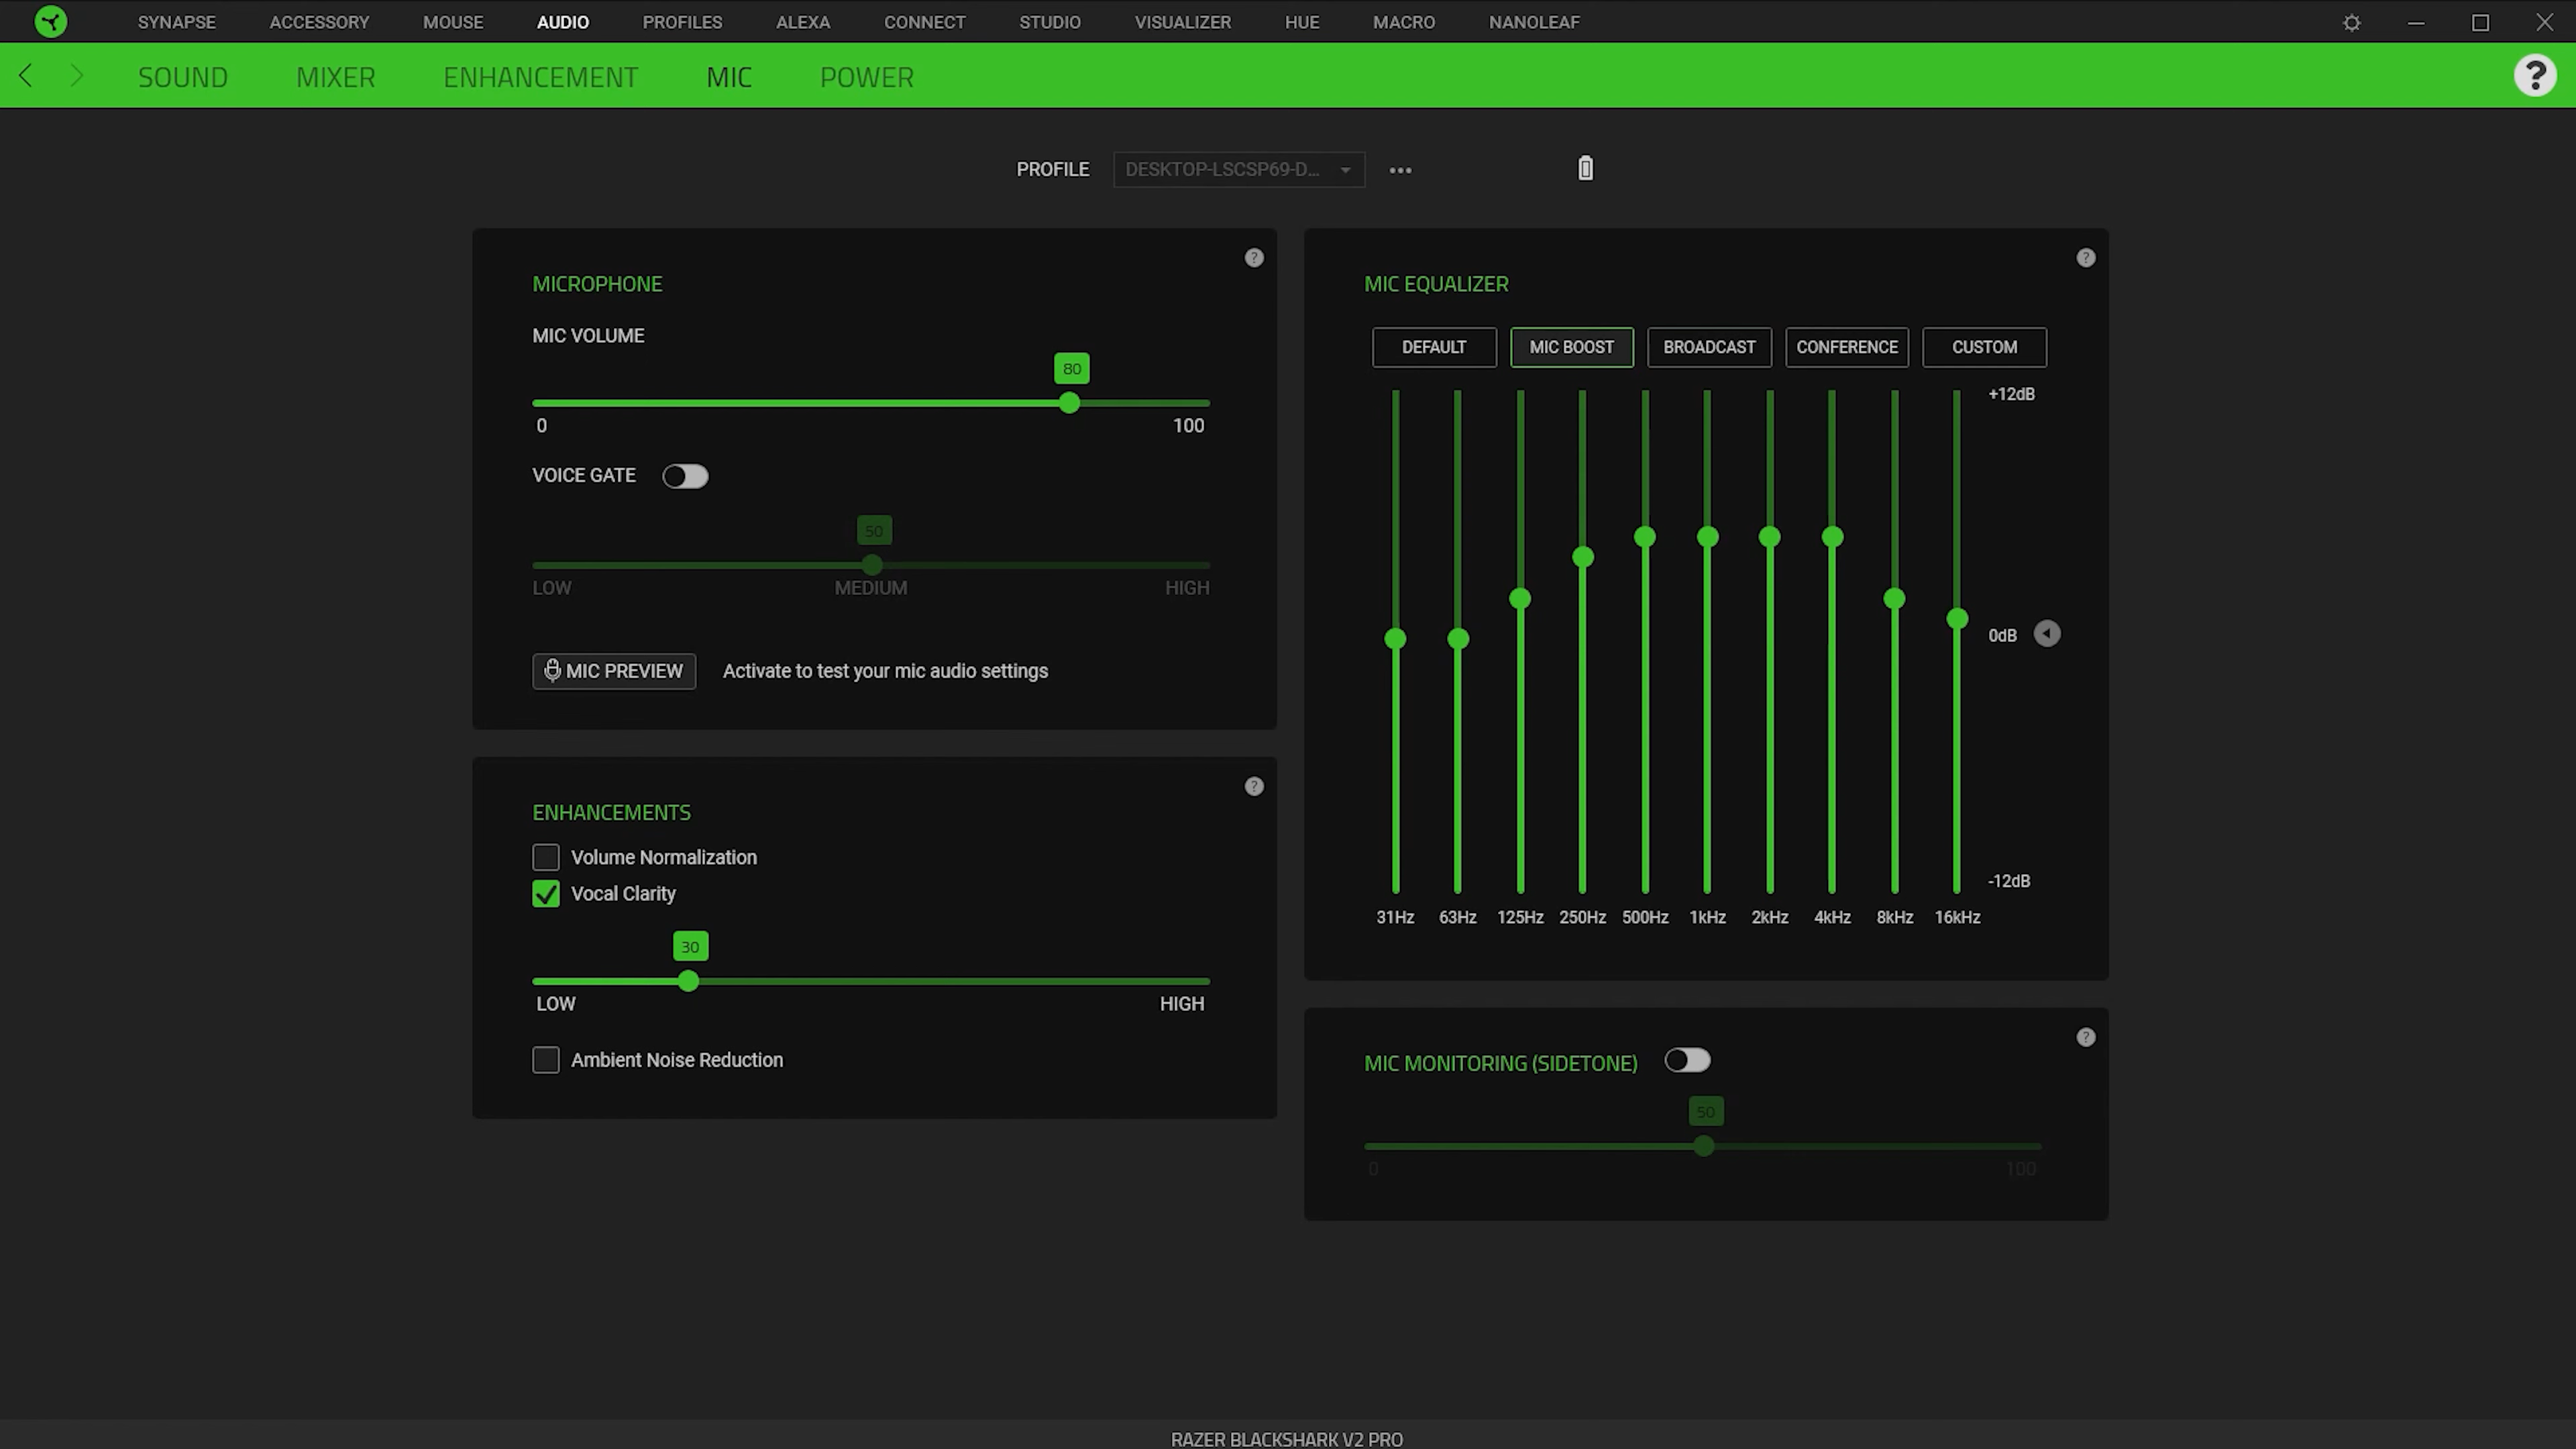 SYNAPSE ACCESSORY MOUSE AUDIO PROFILES ALEXA CONNECT STUDIO VISUALIZER HUE MACRO NANOLEAF
SOUND MIXER ENHANCEMENT MIC POWER ?
PROFILE DESKTOP-LSCSP69-D... •••
MICROPHONE ?
MIC VOLUME
80
0 100
VOICE GATE
50
LOW MEDIUM HIGH
MIC PREVIEW Activate to test your mic audio settings
ENHANCEMENTS ?
Volume Normalization
Vocal Clarity
30
LOW HIGH
Ambient Noise Reduction
MIC EQUALIZER ?
DEFAULT MIC BOOST BROADCAST CONFERENCE CUSTOM
+12dB
0dB
-12dB
31Hz 63Hz 125Hz 250Hz 500Hz 1kHz 2kHz 4kHz 8kHz 16kHz
MIC MONITORING (SIDETONE) ?
50
0 100
RAZER BLACKSHARK V2 PRO